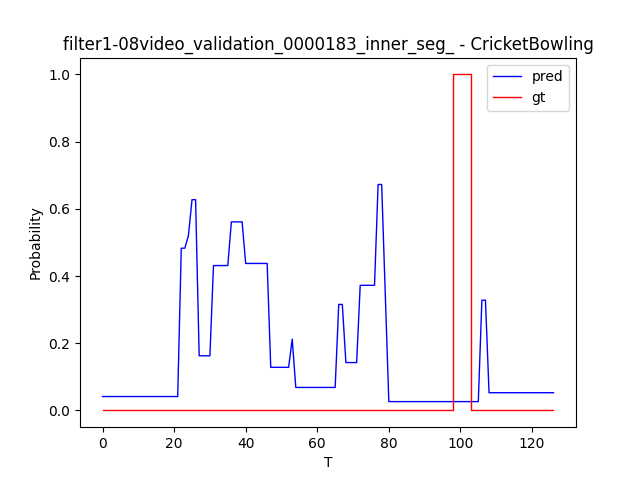 filter1-08video_validation_0000183_inner_seg_ - CricketBowling
pred
gt
1.0
0.8
0.6
0.4
0.2
0.0
Probability
0 20 40 60 80 100 120
T